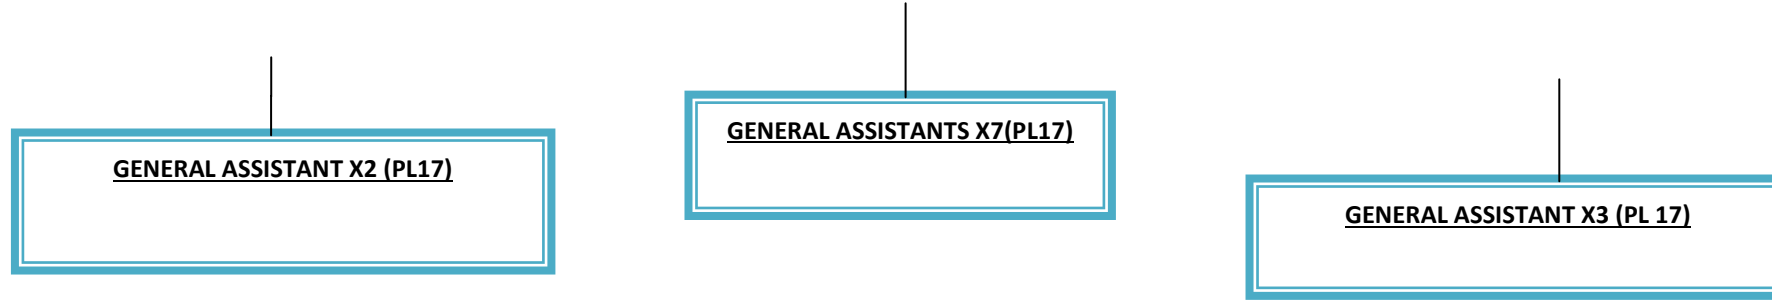 GENERAL ASSISTANT X2 (PL17)
GENERAL ASSISTANTS X7(PL17)
GENERAL ASSISTANT X3 (PL 17)